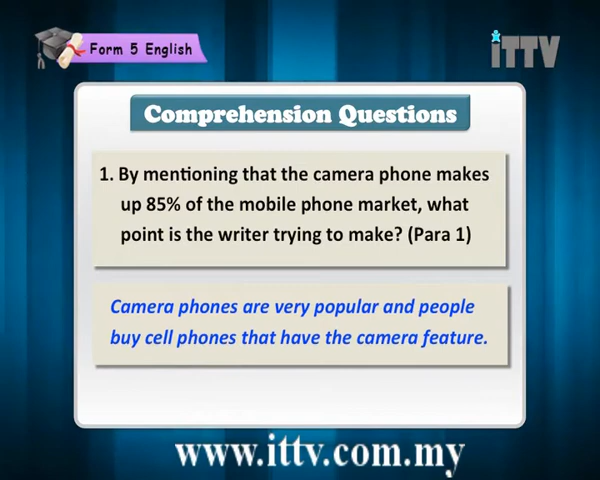 Form 5 English
iTTV
Comprehension Questions
1. By mentioning that the camera phone makes
up 85% of the mobile phone market, what
point is the writer trying to make? (Para 1)
Camera phones are very popular and people
buy cell phones that have the camera feature.
www.ittv.com.my